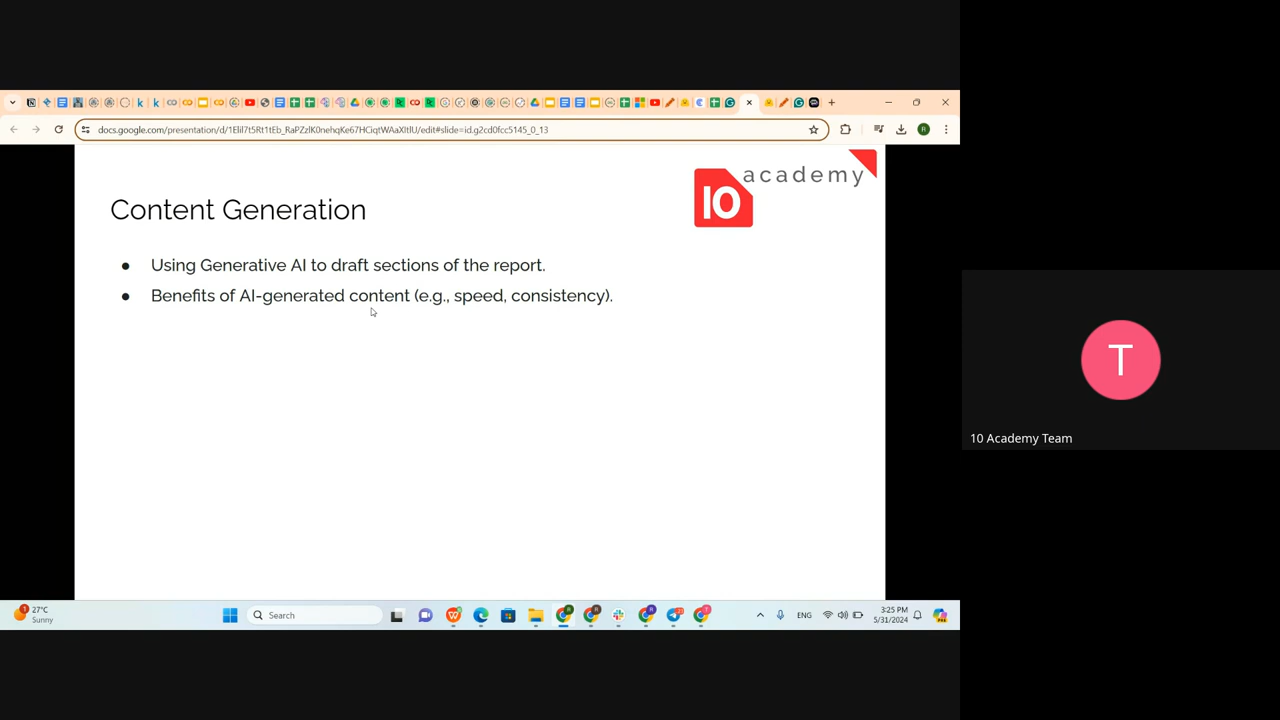 docs.google.com/presentation/d/1Elil7t5Rt1tEb_RaPZzlK0nehqKe67HCiqtWAaXltlU/edit#slide=id.g2cd0fcc5145_0_13
10 academy
Content Generation
● Using Generative AI to draft sections of the report.
● Benefits of AI-generated content (e.g., speed, consistency).
T
10 Academy Team
27°C
Sunny
Search
ENG
3:25 PM
5/31/2024